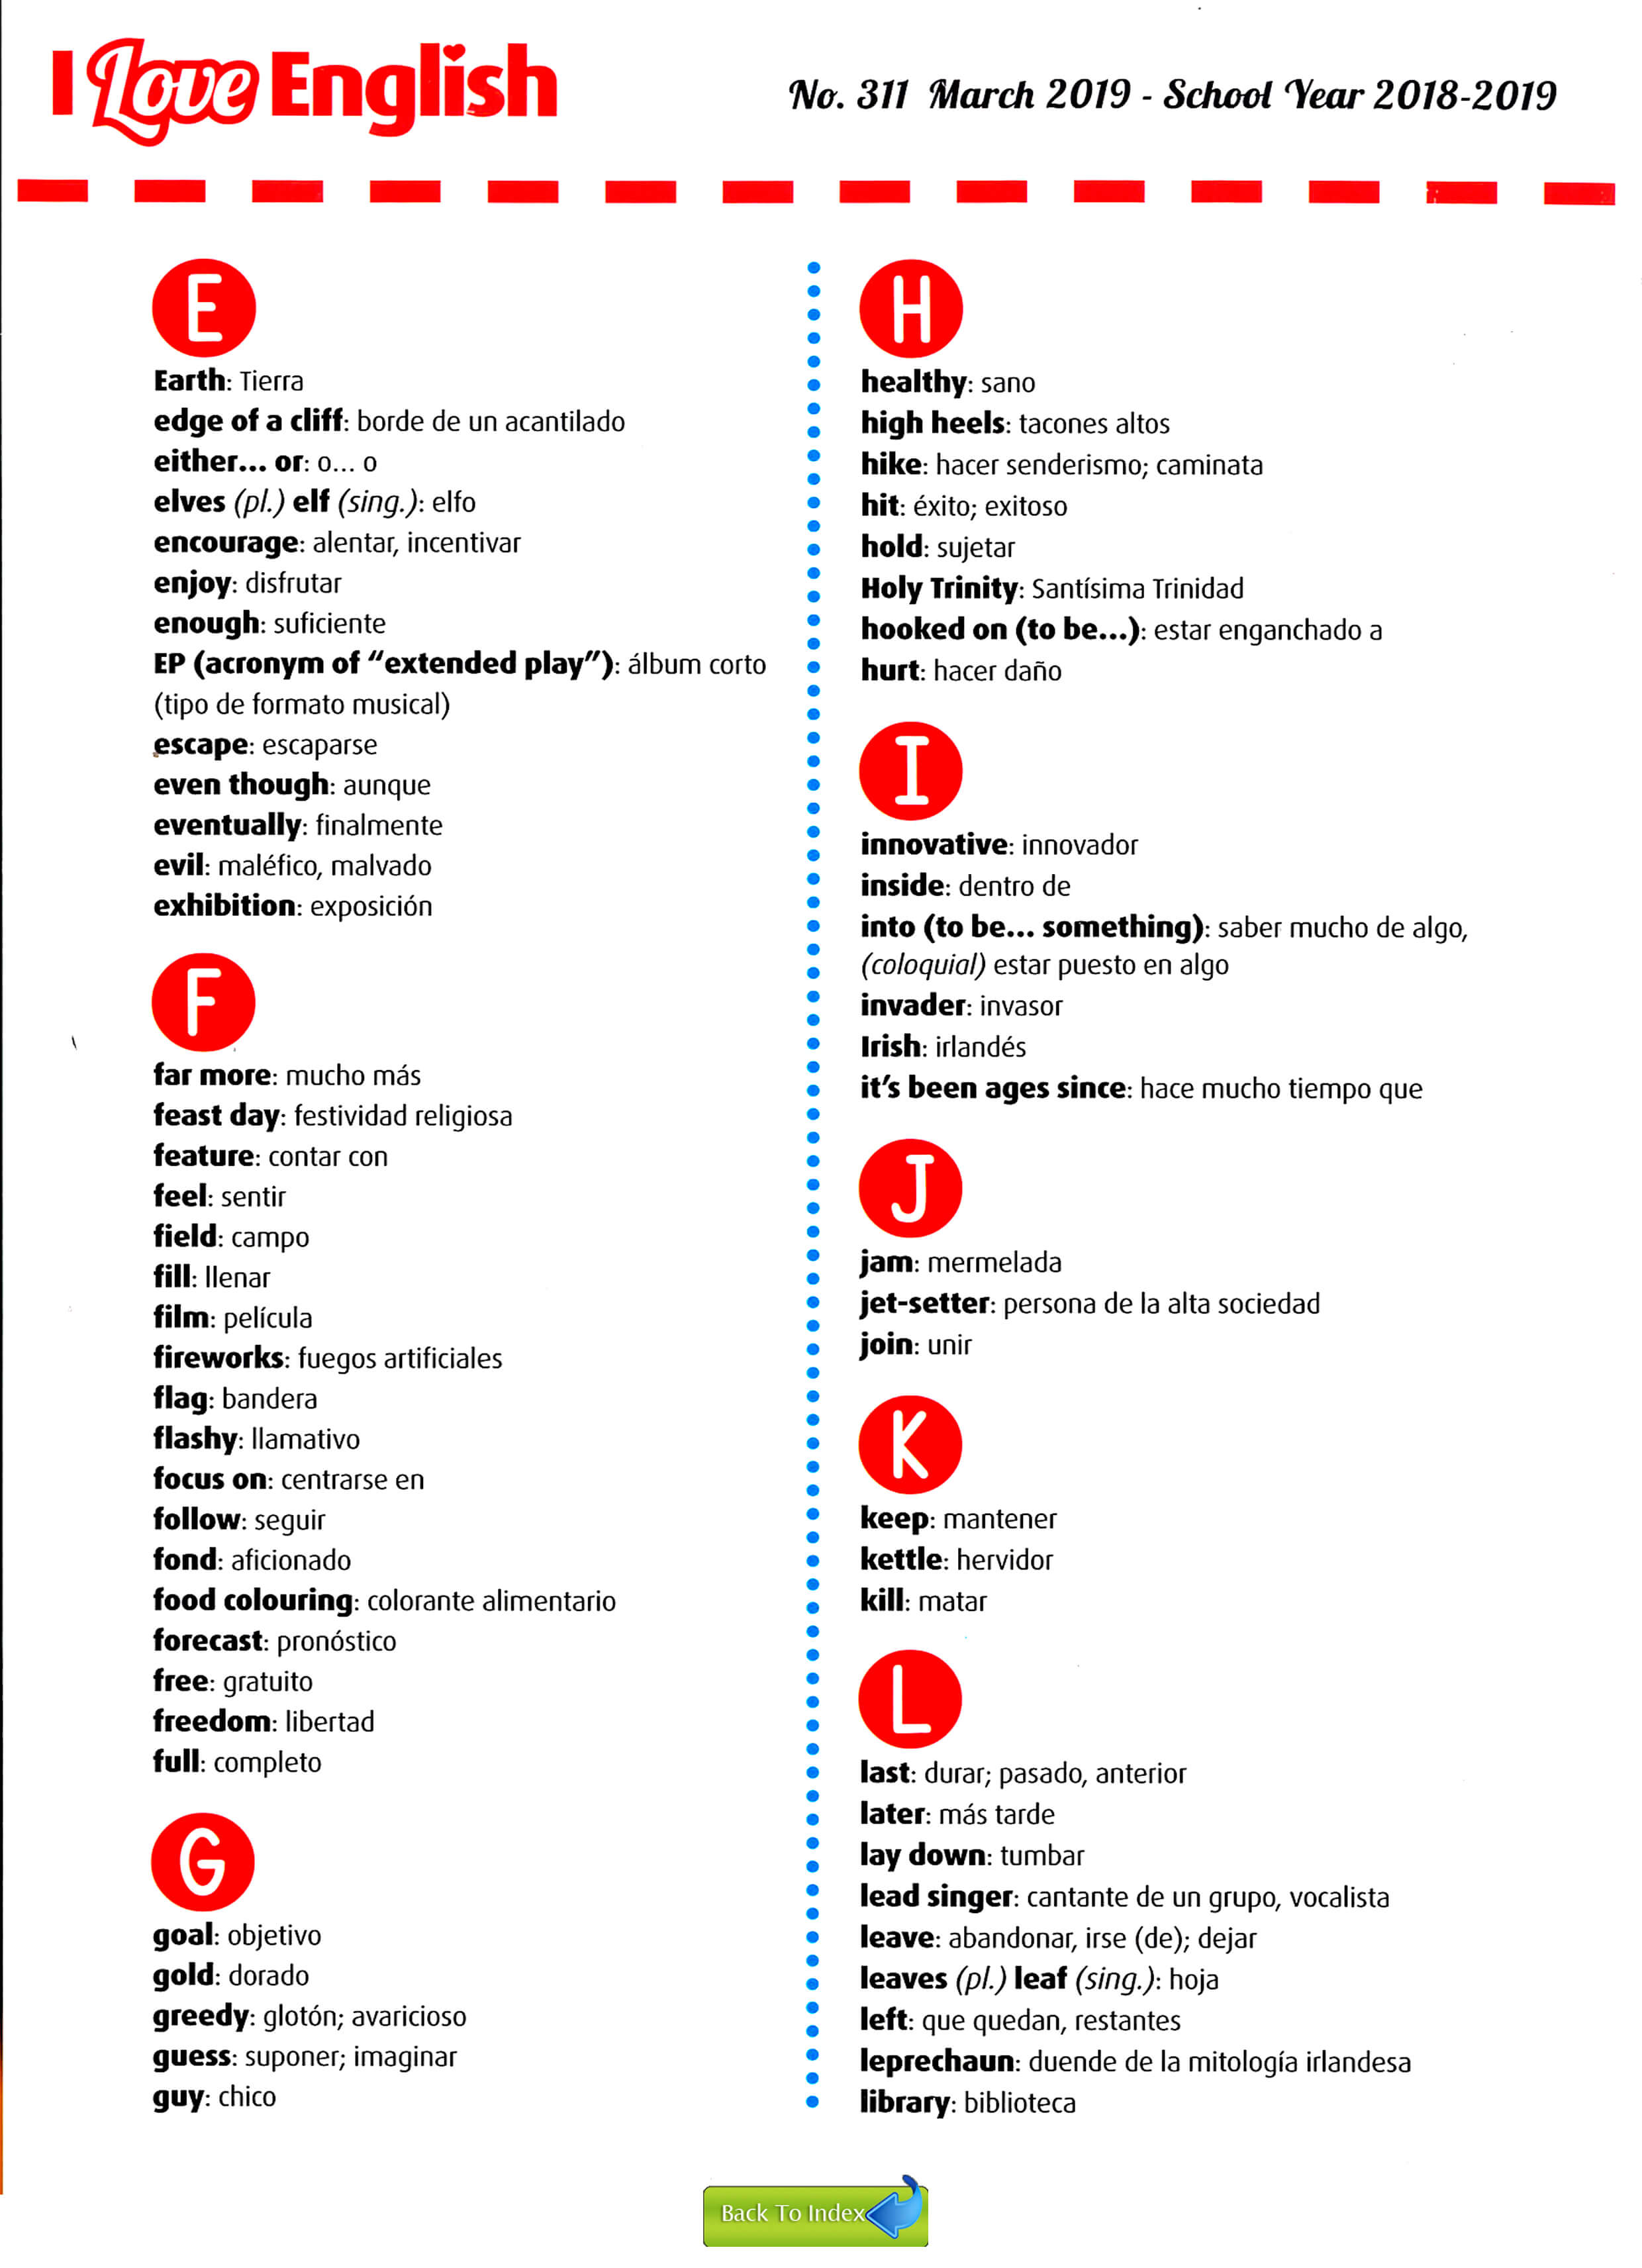 I Love English
No. 311 March 2019 - School Year 2018-2019
E
Earth: Tierra
edge of a cliff: borde de un acantilado
either... or: o... o
elves (pl.) elf (sing.): elfo
encourage: alentar, incentivar
enjoy: disfrutar
enough: suficiente
EP (acronym of “extended play”): álbum corto
(tipo de formato musical)
escape: escaparse
even though: aunque
eventually: finalmente
evil: maléfico, malvado
exhibition: exposición
F
far more: mucho más
feast day: festividad religiosa
feature: contar con
feel: sentir
field: campo
fill: llenar
film: película
fireworks: fuegos artificiales
flag: bandera
flashy: llamativo
focus on: centrarse en
follow: seguir
fond: aficionado
food colouring: colorante alimentario
forecast: pronóstico
free: gratuito
freedom: libertad
full: completo
G
goal: objetivo
gold: dorado
greedy: glotón; avaricioso
guess: suponer; imaginar
guy: chico
H
healthy: sano
high heels: tacones altos
hike: hacer senderismo; caminata
hit: éxito; exitoso
hold: sujetar
Holy Trinity: Santísima Trinidad
hooked on (to be...): estar enganchado a
hurt: hacer daño
I
innovative: innovador
inside: dentro de
into (to be... something): saber mucho de algo,
(coloquial) estar puesto en algo
invader: invasor
Irish: irlandés
it’s been ages since: hace mucho tiempo que
J
jam: mermelada
jet-setter: persona de la alta sociedad
join: unir
K
keep: mantener
kettle: hervidor
kill: matar
L
last: durar; pasado, anterior
later: más tarde
lay down: tumbar
lead singer: cantante de un grupo, vocalista
leave: abandonar, irse (de); dejar
leaves (pl.) leaf (sing.): hoja
left: que quedan, restantes
leprechaun: duende de la mitología irlandesa
library: biblioteca
Back To Index